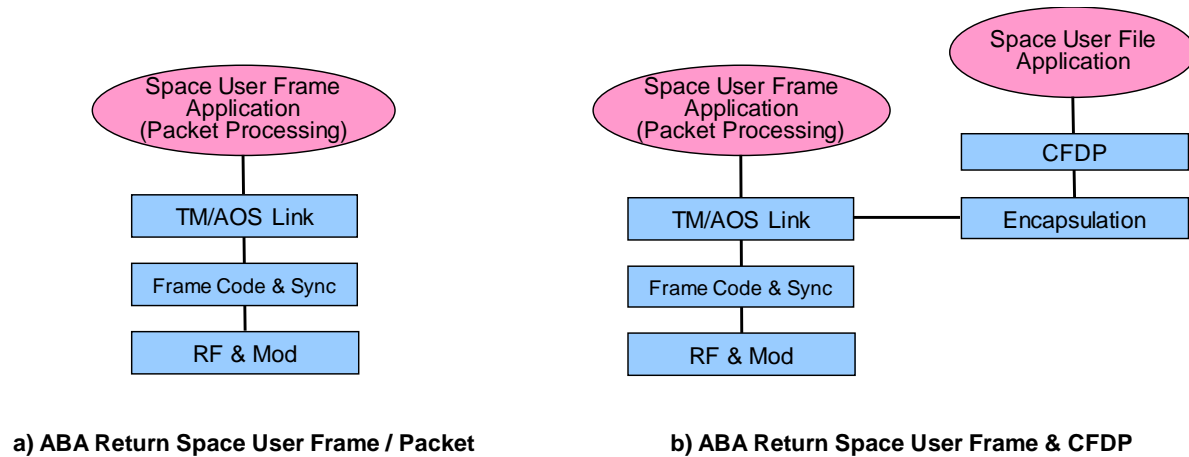 Space User Frame
Application
(Packet Processing)
TM/AOS Link
Frame Code & Sync
RF & Mod
a) ABA Return Space User Frame / Packet
Space User File
Application
Space User Frame
Application
(Packet Processing)
CFDP
TM/AOS Link
Encapsulation
Frame Code & Sync
RF & Mod
b) ABA Return Space User Frame & CFDP